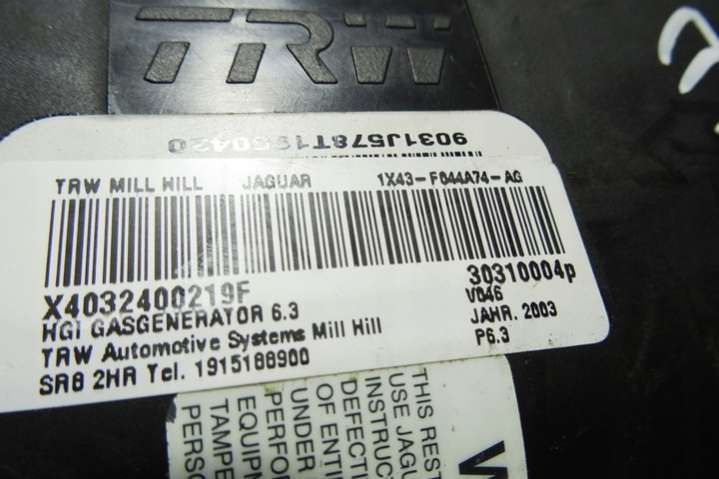 TRW
9031J578T1950420
TRW MILL HILL JAGUAR 1X43-F044A74-AG
X4032400219F 30310004p
HGI GASGENERATOR 6.3 V046
TRW Automotive Systems Mill Hill JAHR. 2003
SR8 2HR Tel. 1915188900 P6.3
THIS REST
USE JAGU
INSTRUCT
DEFECTI
OF ENTI
UNDER
PERFO
EQUIPM
TAMPE
PERSO